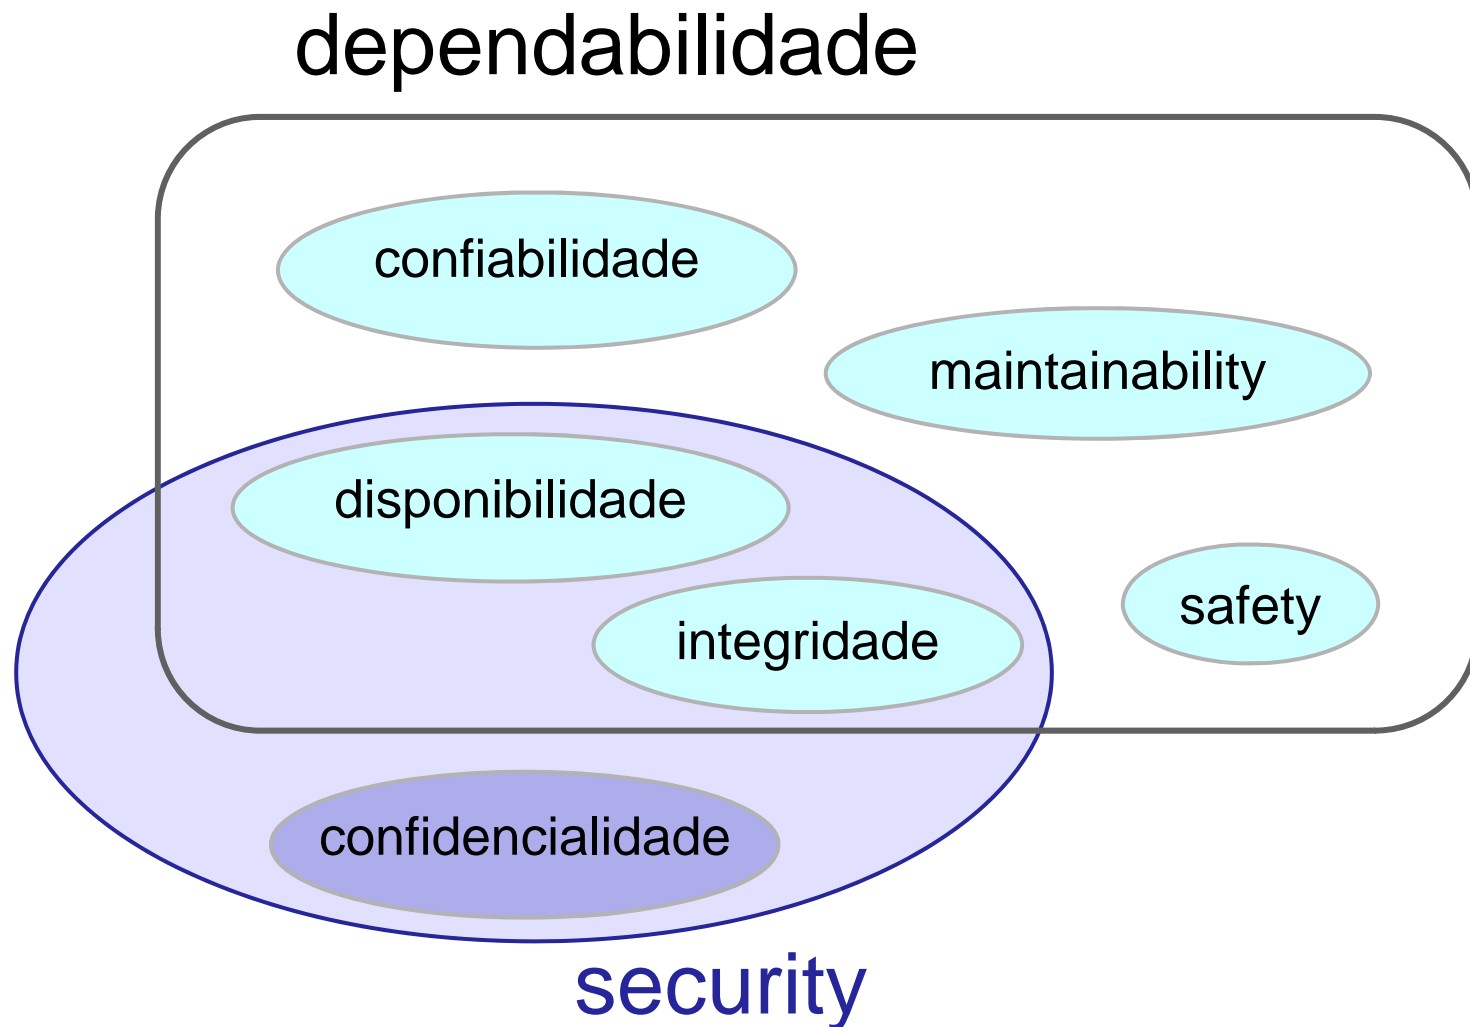 dependabilidade
confiabilidade
maintainability
disponibilidade
safety
integridade
confidencialidade
security